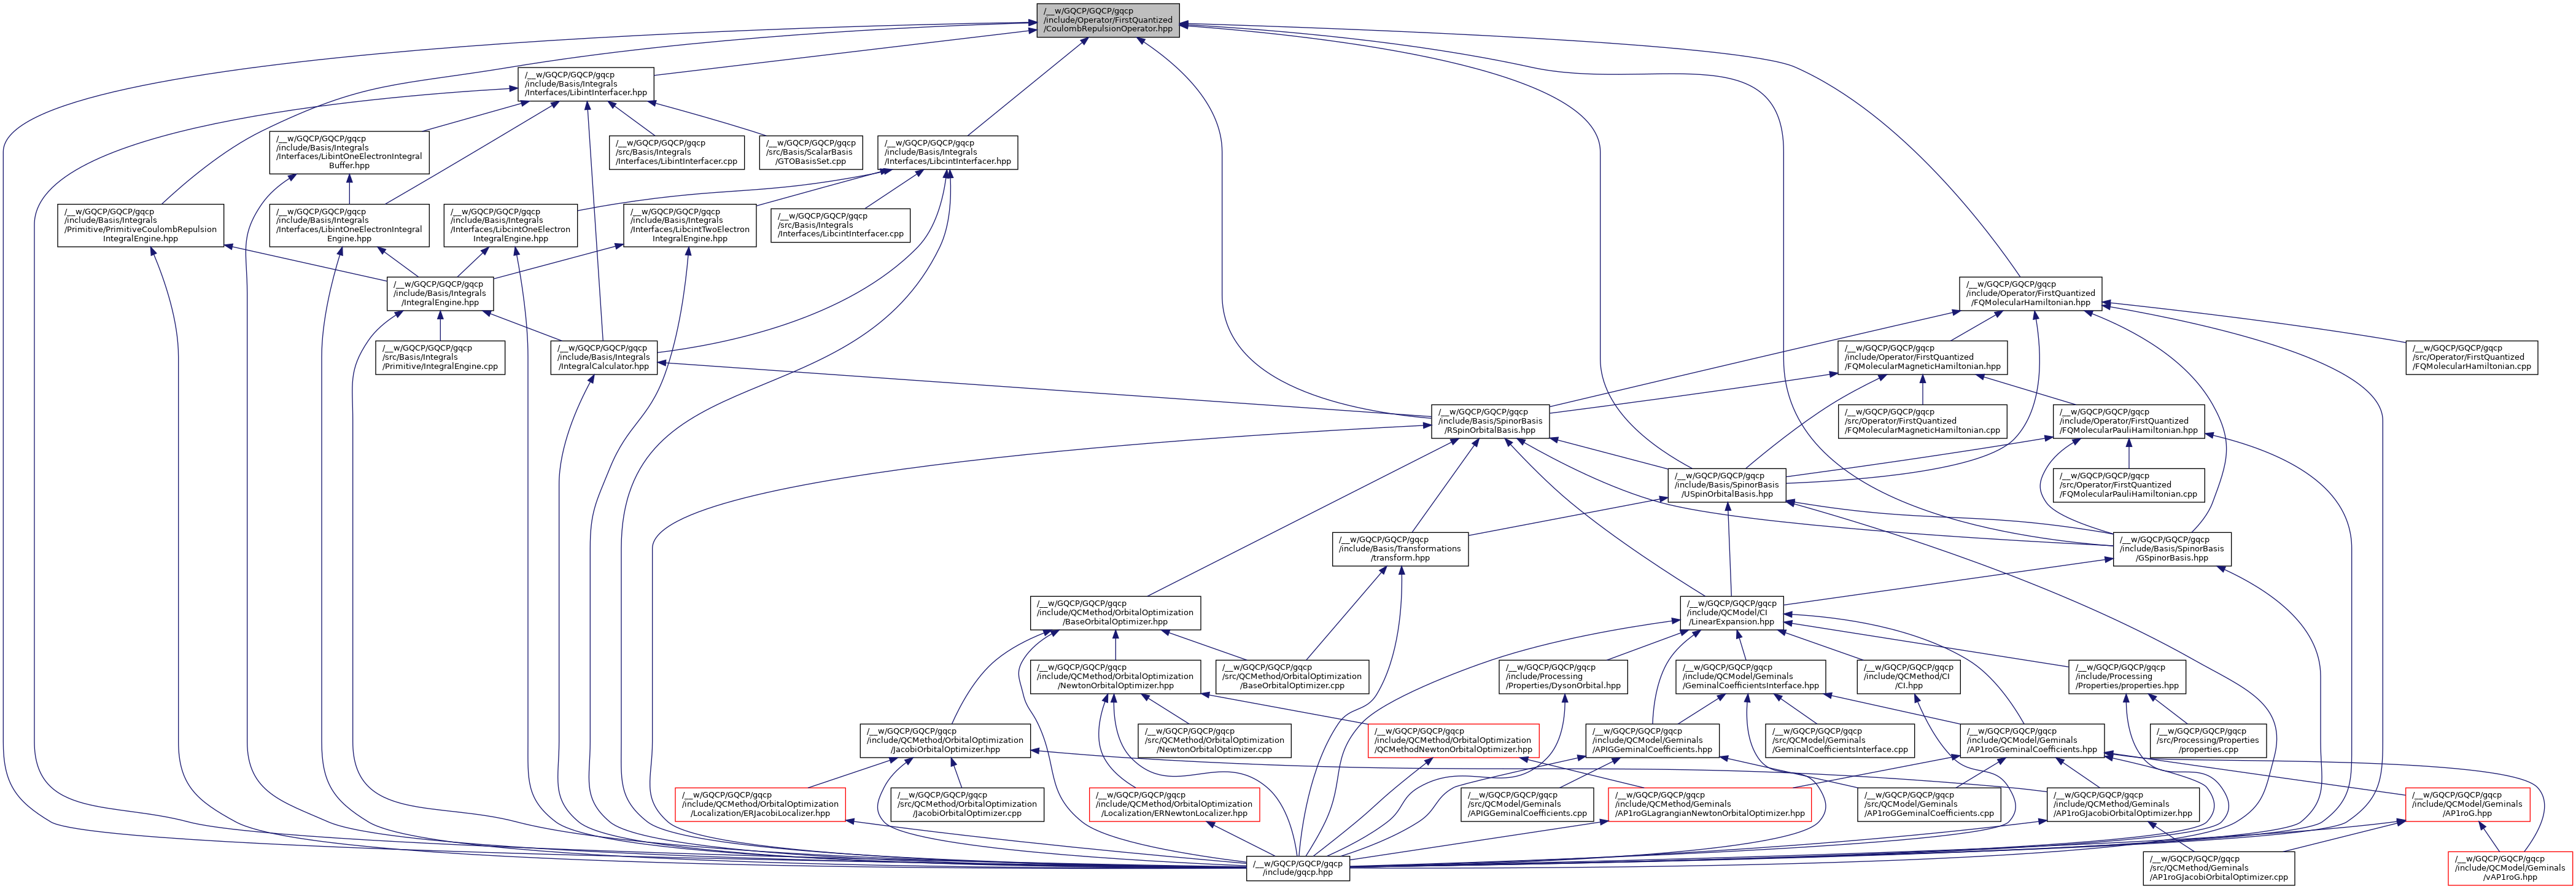 /__w/GQCP/GQCP/gqcp
/include/Operator/FirstQuantized
/CoulombRepulsionOperator.hpp
/__w/GQCP/GQCP/gqcp
/include/Basis/Integrals
/Interfaces/LibintInterfacer.hpp
/__w/GQCP/GQCP/gqcp
/include/Basis/Integrals
/Interfaces/LibintOneElectronIntegral
Buffer.hpp
/__w/GQCP/GQCP/gqcp
/src/Basis/Integrals
/Interfaces/LibintInterfacer.cpp
/__w/GQCP/GQCP/gqcp
/src/Basis/ScalarBasis
/GTOBasisSet.cpp
/__w/GQCP/GQCP/gqcp
/include/Basis/Integrals
/Interfaces/LibcintInterfacer.hpp
/__w/GQCP/GQCP/gqcp
/include/Basis/Integrals
/Primitive/PrimitiveCoulombRepulsion
IntegralEngine.hpp
/__w/GQCP/GQCP/gqcp
/include/Basis/Integrals
/Interfaces/LibintOneElectronIntegral
Engine.hpp
/__w/GQCP/GQCP/gqcp
/include/Basis/Integrals
/Interfaces/LibcintOneElectron
IntegralEngine.hpp
/__w/GQCP/GQCP/gqcp
/include/Basis/Integrals
/Interfaces/LibcintTwoElectron
IntegralEngine.hpp
/__w/GQCP/GQCP/gqcp
/src/Basis/Integrals
/Interfaces/LibcintInterfacer.cpp
/__w/GQCP/GQCP/gqcp
/include/Basis/Integrals
/IntegralEngine.hpp
/__w/GQCP/GQCP/gqcp
/include/Operator/FirstQuantized
/FQMolecularHamiltonian.hpp
/__w/GQCP/GQCP/gqcp
/src/Basis/Integrals
/Primitive/IntegralEngine.cpp
/__w/GQCP/GQCP/gqcp
/include/Basis/Integrals
/IntegralCalculator.hpp
/__w/GQCP/GQCP/gqcp
/include/Operator/FirstQuantized
/FQMolecularMagneticHamiltonian.hpp
/__w/GQCP/GQCP/gqcp
/src/Operator/FirstQuantized
/FQMolecularHamiltonian.cpp
/__w/GQCP/GQCP/gqcp
/include/Basis/SpinorBasis
/RSpinOrbitalBasis.hpp
/__w/GQCP/GQCP/gqcp
/src/Operator/FirstQuantized
/FQMolecularMagneticHamiltonian.cpp
/__w/GQCP/GQCP/gqcp
/include/Operator/FirstQuantized
/FQMolecularPauliHamiltonian.hpp
/__w/GQCP/GQCP/gqcp
/include/Basis/SpinorBasis
/USpinOrbitalBasis.hpp
/__w/GQCP/GQCP/gqcp
/src/Operator/FirstQuantized
/FQMolecularPauliHamiltonian.cpp
/__w/GQCP/GQCP/gqcp
/include/Basis/Transformations
/transform.hpp
/__w/GQCP/GQCP/gqcp
/include/Basis/SpinorBasis
/GSpinorBasis.hpp
/__w/GQCP/GQCP/gqcp
/include/QCMethod/OrbitalOptimization
/BaseOrbitalOptimizer.hpp
/__w/GQCP/GQCP/gqcp
/include/QCModel/CI
/LinearExpansion.hpp
/__w/GQCP/GQCP/gqcp
/include/QCMethod/OrbitalOptimization
/NewtonOrbitalOptimizer.hpp
/__w/GQCP/GQCP/gqcp
/src/QCMethod/OrbitalOptimization
/BaseOrbitalOptimizer.cpp
/__w/GQCP/GQCP/gqcp
/include/Processing
/Properties/DysonOrbital.hpp
/__w/GQCP/GQCP/gqcp
/include/QCModel/Geminals
/GeminalCoefficientsInterface.hpp
/__w/GQCP/GQCP/gqcp
/include/QCMethod/CI
/CI.hpp
/__w/GQCP/GQCP/gqcp
/include/Processing
/Properties/properties.hpp
/__w/GQCP/GQCP/gqcp
/include/QCMethod/OrbitalOptimization
/JacobiOrbitalOptimizer.hpp
/__w/GQCP/GQCP/gqcp
/src/QCMethod/OrbitalOptimization
/NewtonOrbitalOptimizer.cpp
/__w/GQCP/GQCP/gqcp
/include/QCMethod/OrbitalOptimization
/QCMethodNewtonOrbitalOptimizer.hpp
/__w/GQCP/GQCP/gqcp
/include/QCModel/Geminals
/APIGGeminalCoefficients.hpp
/__w/GQCP/GQCP/gqcp
/src/QCModel/Geminals
/GeminalCoefficientsInterface.cpp
/__w/GQCP/GQCP/gqcp
/include/QCModel/Geminals
/AP1roGGeminalCoefficients.hpp
/__w/GQCP/GQCP/gqcp
/src/Processing/Properties
/properties.cpp
/__w/GQCP/GQCP/gqcp
/include/QCMethod/OrbitalOptimization
/Localization/ERJacobiLocalizer.hpp
/__w/GQCP/GQCP/gqcp
/src/QCMethod/OrbitalOptimization
/JacobiOrbitalOptimizer.cpp
/__w/GQCP/GQCP/gqcp
/include/QCMethod/OrbitalOptimization
/Localization/ERNewtonLocalizer.hpp
/__w/GQCP/GQCP/gqcp
/src/QCModel/Geminals
/APIGGeminalCoefficients.cpp
/__w/GQCP/GQCP/gqcp
/include/QCMethod/Geminals
/AP1roGLagrangianNewtonOrbitalOptimizer.hpp
/__w/GQCP/GQCP/gqcp
/src/QCModel/Geminals
/AP1roGGeminalCoefficients.cpp
/__w/GQCP/GQCP/gqcp
/include/QCMethod/Geminals
/AP1roGJacobiOrbitalOptimizer.hpp
/__w/GQCP/GQCP/gqcp
/include/QCModel/Geminals
/AP1roG.hpp
/__w/GQCP/GQCP/gqcp
/include/gqcp.hpp
/__w/GQCP/GQCP/gqcp
/src/QCMethod/Geminals
/AP1roGJacobiOrbitalOptimizer.cpp
/__w/GQCP/GQCP/gqcp
/include/QCModel/Geminals
/vAP1roG.hpp